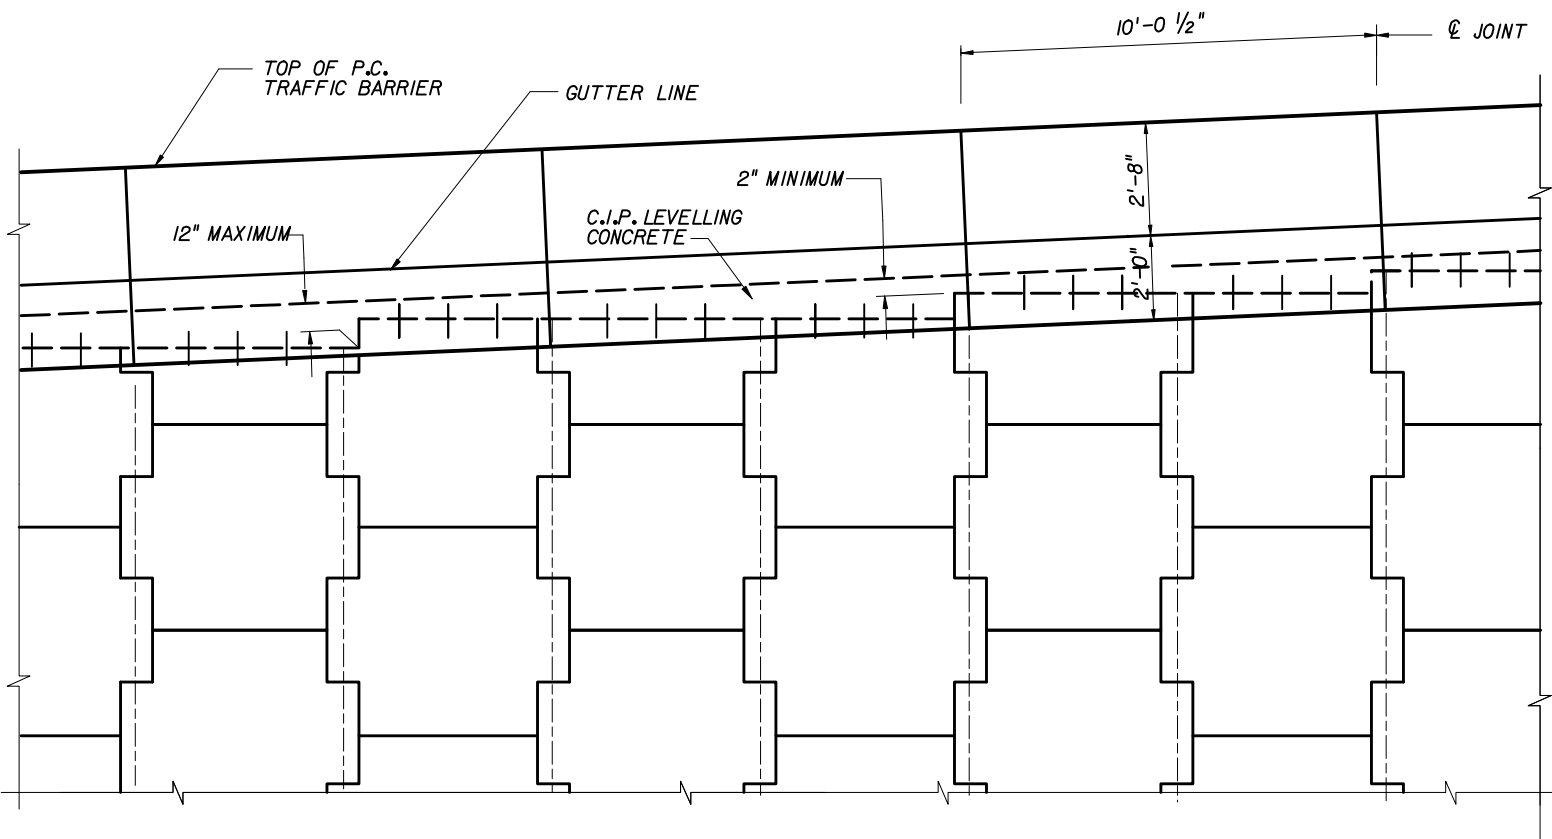 10'-0 1/2"
℄ JOINT
TOP OF P.C.
TRAFFIC BARRIER
GUTTER LINE
2" MINIMUM
2'-8"
C.I.P. LEVELLING
CONCRETE
12" MAXIMUM
2'-0"